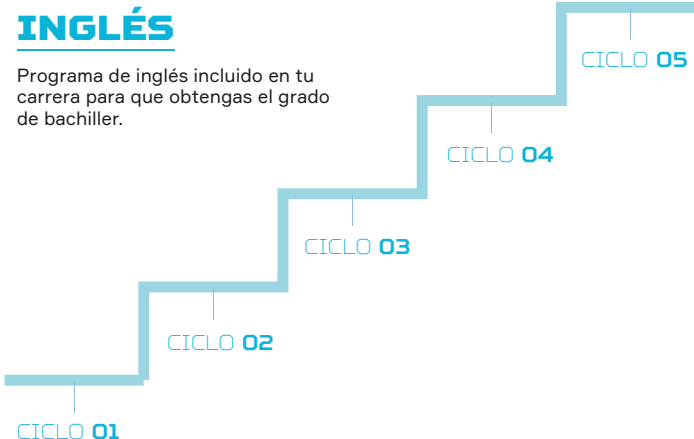 INGLÉS
Programa de inglés incluido en tu
carrera para que obtengas el grado
de bachiller.
CICLO 05
CICLO 04
CICLO 03
CICLO 02
CICLO 01